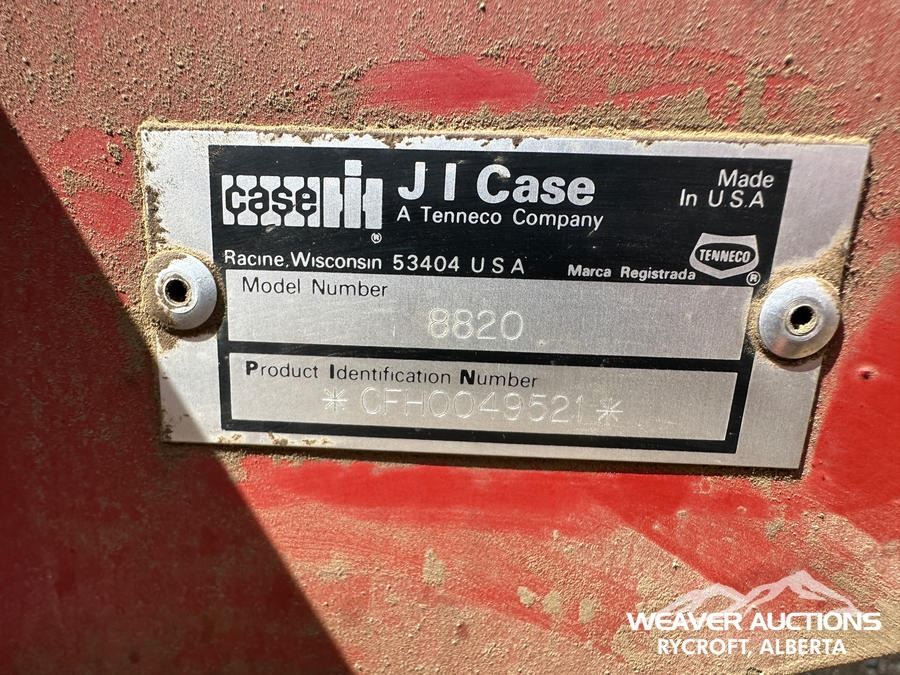 case IH ®
J I Case
A Tenneco Company
Made
In U.S.A
Racine, Wisconsin 53404 U S A
Marca Registrada
TENNECO ®
Model Number
8820
Product Identification Number
* CFH0049521 *
WEAVER AUCTIONS
RYCROFT, ALBERTA